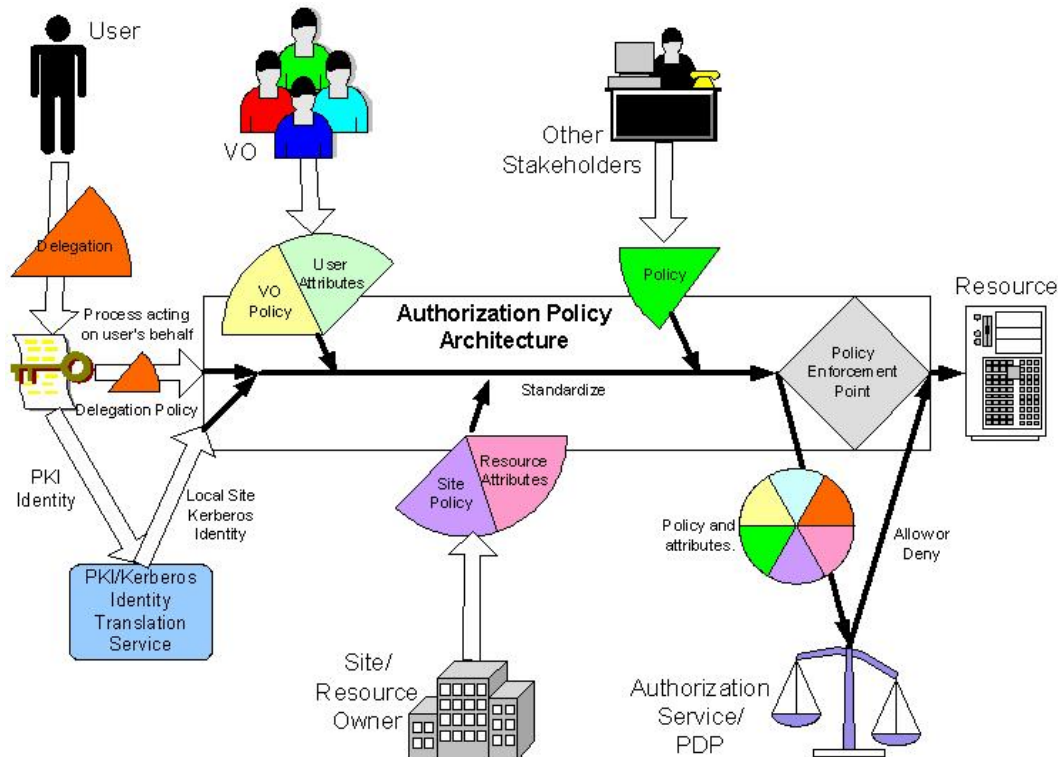 User
VO
Other
Stakeholders
Delegation
VO
Policy
User
Attributes
Policy
Resource
Process acting
on user's behalf
Authorization Policy
Architecture
Policy
Enforcement
Point
Delegation Policy
Standardize
PKI
Identity
Local Site
Kerberos
Identity
Site
Policy
Resource
Attributes
Policy and
attributes.
Allowor
Deny
PKI/Kerberos
Identity
Translation
Service
Site/
Resource
Owner
Authorization
Service/
PDP